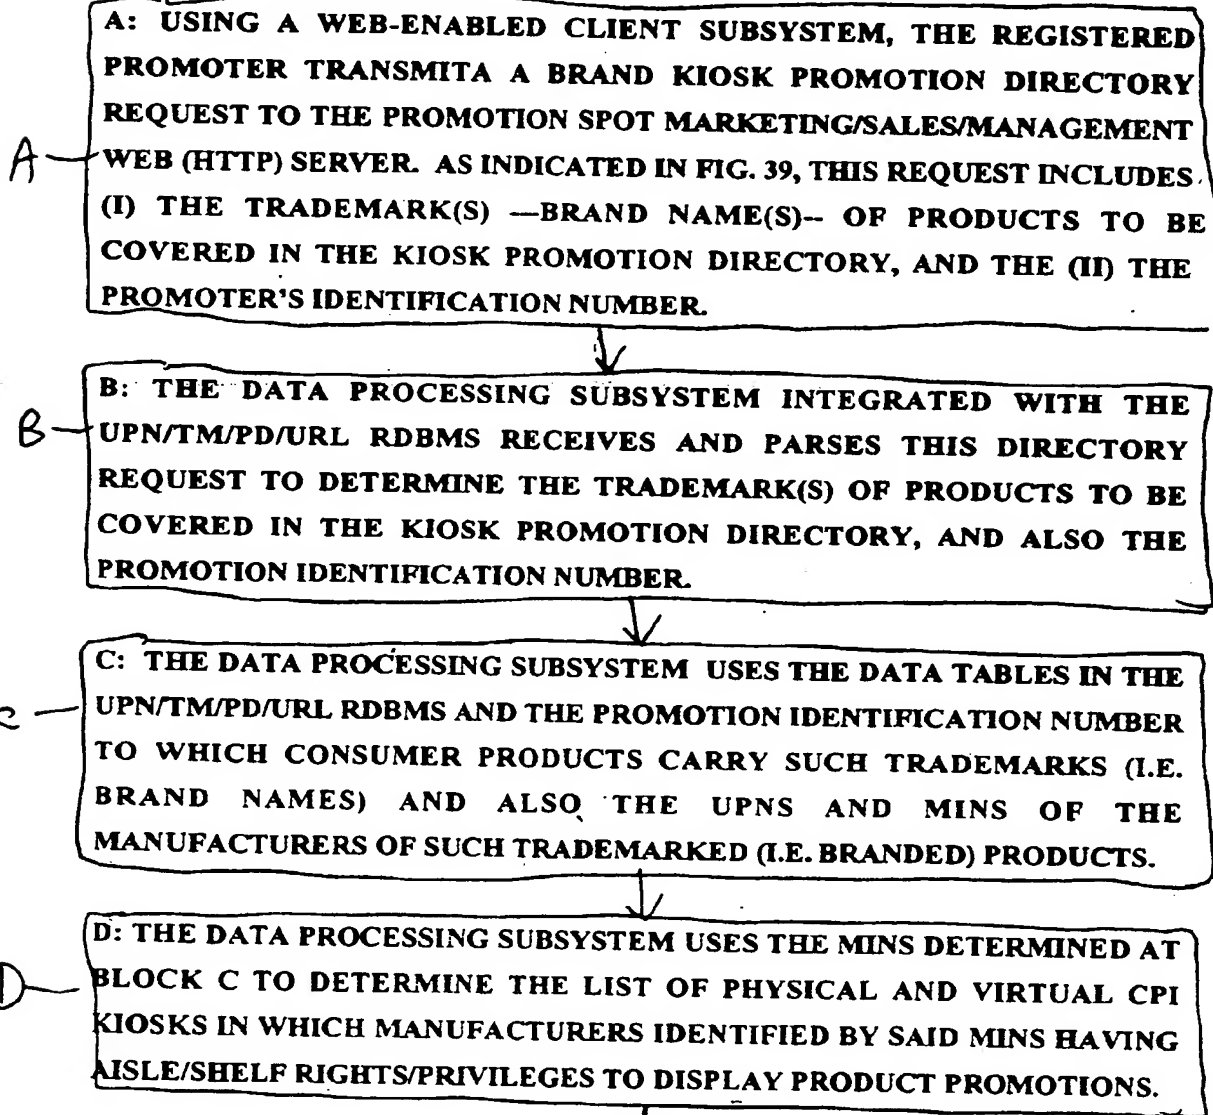 A: USING A WEB-ENABLED CLIENT SUBSYSTEM, THE REGISTERED
PROMOTER TRANSMITA A BRAND KIOSK PROMOTION DIRECTORY
REQUEST TO THE PROMOTION SPOT MARKETING/SALES/MANAGEMENT
A WEB (HTTP) SERVER. AS INDICATED IN FIG. 39, THIS REQUEST INCLUDES
(I) THE TRADEMARK(S) —BRAND NAME(S)-- OF PRODUCTS TO BE
COVERED IN THE KIOSK PROMOTION DIRECTORY, AND THE (II) THE
PROMOTER'S IDENTIFICATION NUMBER.
B: THE DATA PROCESSING SUBSYSTEM INTEGRATED WITH THE
B UPN/TM/PD/URL RDBMS RECEIVES AND PARSES THIS DIRECTORY
REQUEST TO DETERMINE THE TRADEMARK(S) OF PRODUCTS TO BE
COVERED IN THE KIOSK PROMOTION DIRECTORY, AND ALSO THE
PROMOTION IDENTIFICATION NUMBER.
C: THE DATA PROCESSING SUBSYSTEM USES THE DATA TABLES IN THE
C UPN/TM/PD/URL RDBMS AND THE PROMOTION IDENTIFICATION NUMBER
TO WHICH CONSUMER PRODUCTS CARRY SUCH TRADEMARKS (I.E.
BRAND NAMES) AND ALSO THE UPNS AND MINS OF THE
MANUFACTURERS OF SUCH TRADEMARKED (I.E. BRANDED) PRODUCTS.
D: THE DATA PROCESSING SUBSYSTEM USES THE MINS DETERMINED AT
D BLOCK C TO DETERMINE THE LIST OF PHYSICAL AND VIRTUAL CPI
KIOSKS IN WHICH MANUFACTURERS IDENTIFIED BY SAID MINS HAVING
AISLE/SHELF RIGHTS/PRIVILEGES TO DISPLAY PRODUCT PROMOTIONS.